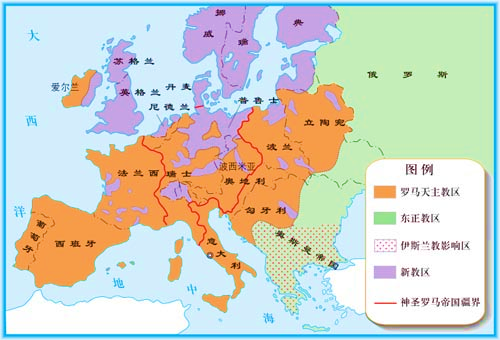 大
西
洋
挪
威
瑞
典
苏格兰
爱尔兰
英格兰
丹麦
尼德兰
普鲁士
俄罗斯
立陶宛
波兰
波西米亚
法兰西
瑞士
奥地利
匈牙利
葡萄牙
西班牙
意大利
奥斯曼帝国
地中海
图例
罗马天主教区
东正教区
伊斯兰教影响区
新教区
神圣罗马帝国疆界